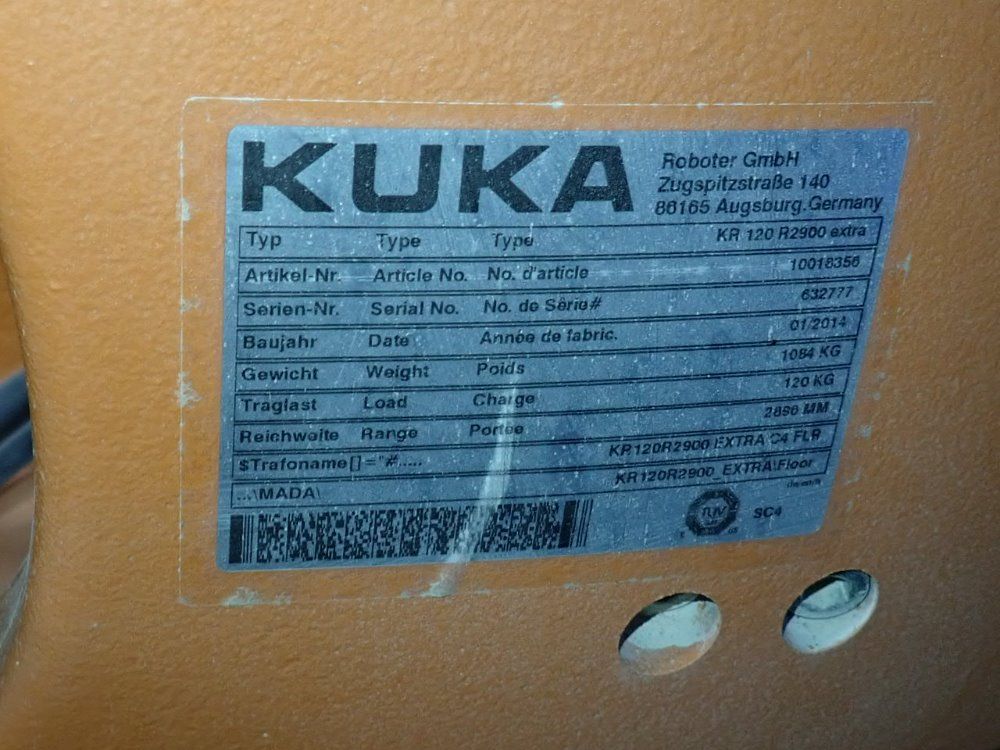 KUKA
Roboter GmbH
Zugspitzstraße 140
86165 Augsburg.Germany
Typ Type Type KR 120 R2900 extra
Artikel-Nr. Article No. No. d'article 10018356
Serien-Nr. Serial No. No. de Série# 632777
Baujahr Date Année de fabric. 01/2014
Gewicht Weight Poids 1084 KG
Traglast Load Charge 120 KG
Reichweite Range Portee 2896 MM
$Trafoname[]="#..... KR120R2900 EXTRA C4 FLR
...\MADA\ KR120R2900_EXTRA\Floor
TÜV SC4